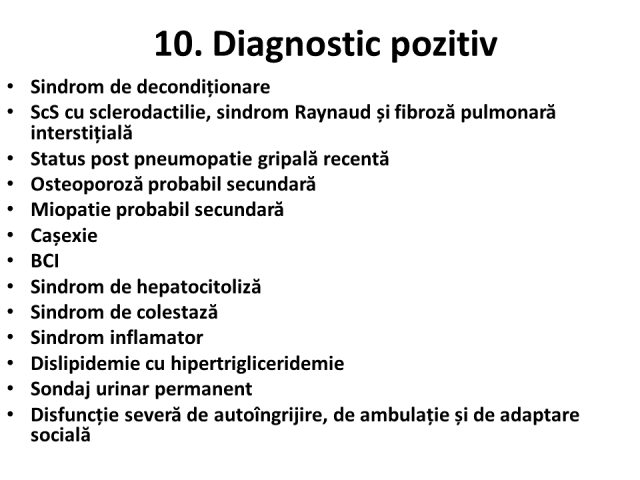 10. Diagnostic pozitiv
• Sindrom de decondiționare
• ScS cu sclerodactilie, sindrom Raynaud și fibroză pulmonară
interstițială
• Status post pneumopatie gripală recentă
• Osteoporoză probabil secundară
• Miopatie probabil secundară
• Cașexie
• BCI
• Sindrom de hepatocitoliză
• Sindrom de colestază
• Sindrom inflamator
• Dislipidemie cu hipertrigliceridemie
• Sondaj urinar permanent
• Disfuncție severă de autoîngrijire, de ambulație și de adaptare
socială